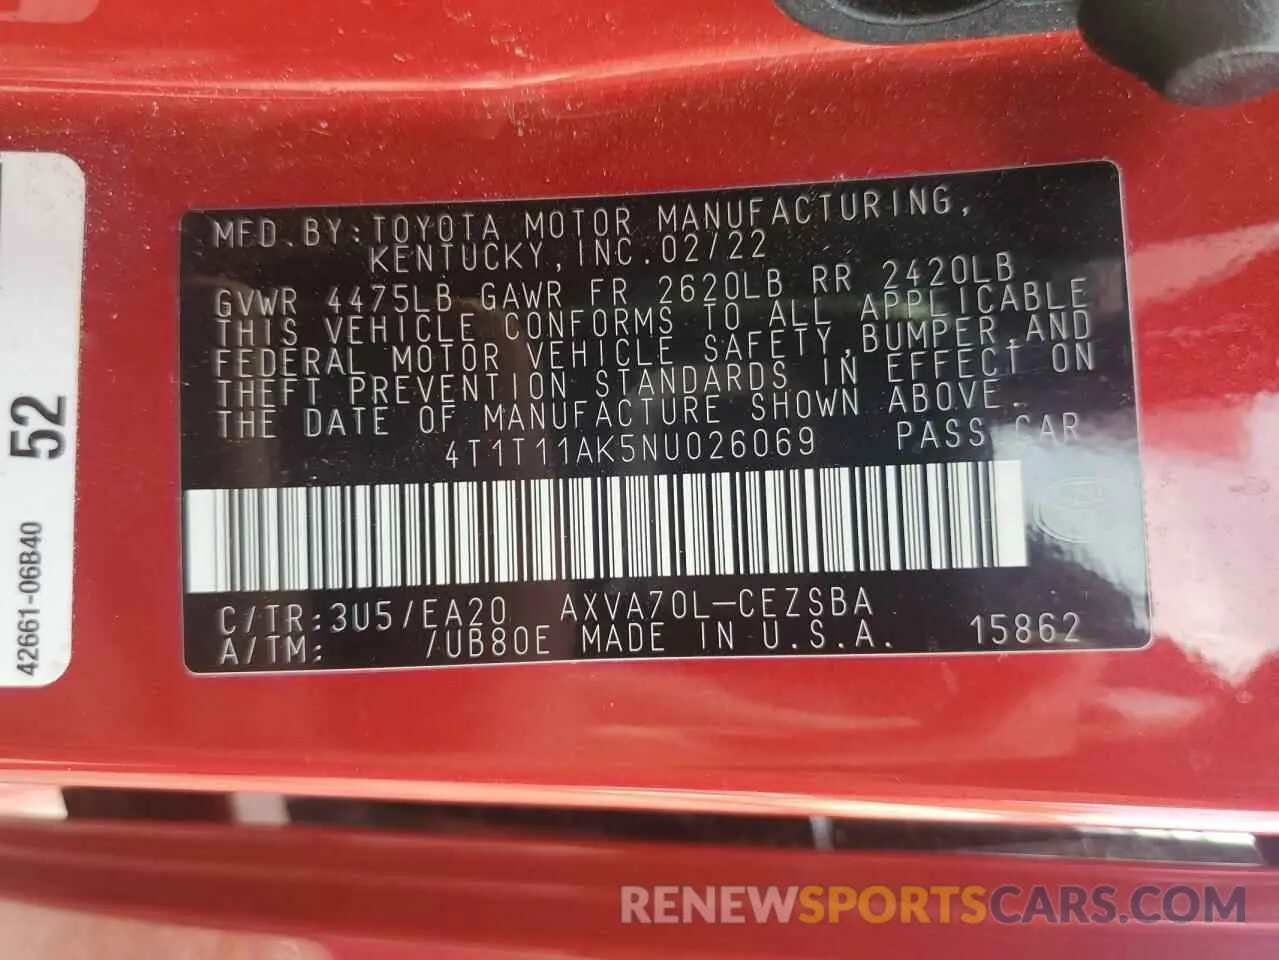 MFD.BY:TOYOTA MOTOR MANUFACTURING,
KENTUCKY,INC.02/22
GVWR 4475LB GAWR FR 2620LB RR 2420LB
THIS VEHICLE CONFORMS TO ALL APPLICABLE
FEDERAL MOTOR VEHICLE SAFETY,BUMPER,AND
THEFT PREVENTION STANDARDS IN EFFECT ON
THE DATE OF MANUFACTURE SHOWN ABOVE.
4T1T11AK5NU026069 PASS CAR
C/TR:3U5/EA20 AXVA70L-CEZSBA
A/TM: /UB80E MADE IN U.S.A. 15862
52
42661-06B40
RENEWSPORTSCARS.COM